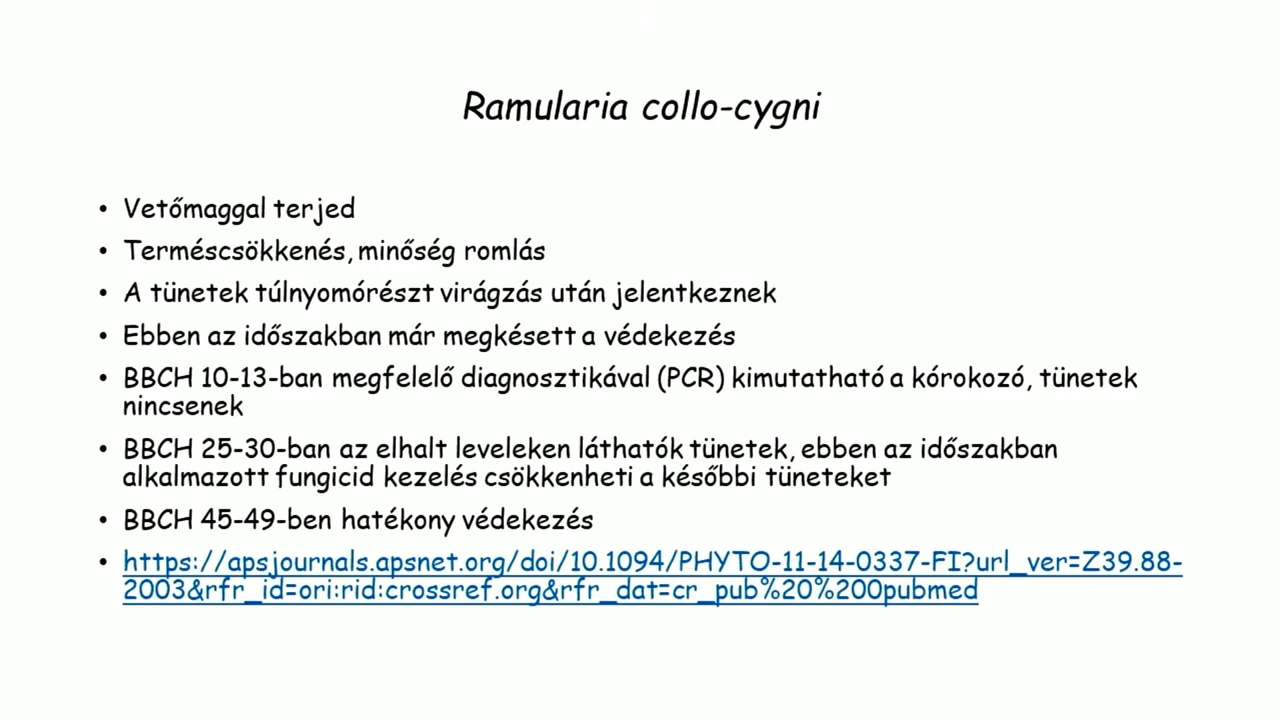 Ramularia collo-cygni
• Vetőmaggal terjed
• Terméscsökkenés, minőség romlás
• A tünetek túlnyomórészt virágzás után jelentkeznek
• Ebben az időszakban már megkésett a védekezés
• BBCH 10-13-ban megfelelő diagnosztikával (PCR) kimutatható a kórokozó, tünetek
nincsenek
• BBCH 25-30-ban az elhalt leveleken láthatók tünetek, ebben az időszakban
alkalmazott fungicid kezelés csökkenheti a későbbi tüneteket
• BBCH 45-49-ben hatékony védekezés
• https://apsjournals.apsnet.org/doi/10.1094/PHYTO-11-14-0337-FI?url_ver=Z39.88-
2003&rfr_id=ori:rid:crossref.org&rfr_dat=cr_pub%20%200pubmed